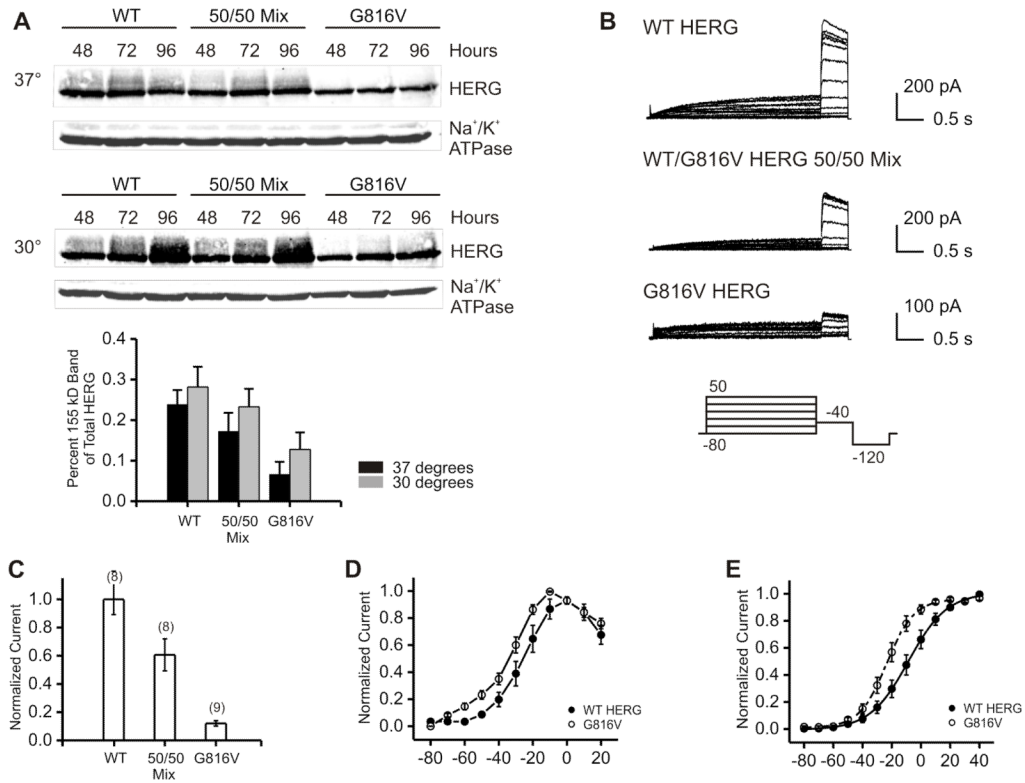 A
WT 50/50 Mix G816V
48 72 96 48 72 96 48 72 96 Hours
37°
HERG
Na⁺/K⁺
ATPase
WT 50/50 Mix G816V
48 72 96 48 72 96 48 72 96 Hours
30°
HERG
Na⁺/K⁺
ATPase
Percent 155 kD Band
of Total HERG
0.4
0.3
0.2
0.1
0.0
WT 50/50 G816V
Mix
37 degrees
30 degrees
B
WT HERG
200 pA
0.5 s
WT/G816V HERG 50/50 Mix
200 pA
0.5 s
G816V HERG
100 pA
0.5 s
50
-40
-80
-120
C
Normalized Current
1.0
0.8
0.6
0.4
0.2
0.0
(8)
(8)
(9)
WT 50/50 G816V
Mix
D
Normalized Current
1.0
0.8
0.6
0.4
0.2
0.0
WT HERG
G816V
-80 -60 -40 -20 0 20
E
Normalized Current
1.0
0.8
0.6
0.4
0.2
0.0
WT HERG
G816V
-80 -60 -40 -20 0 20 40